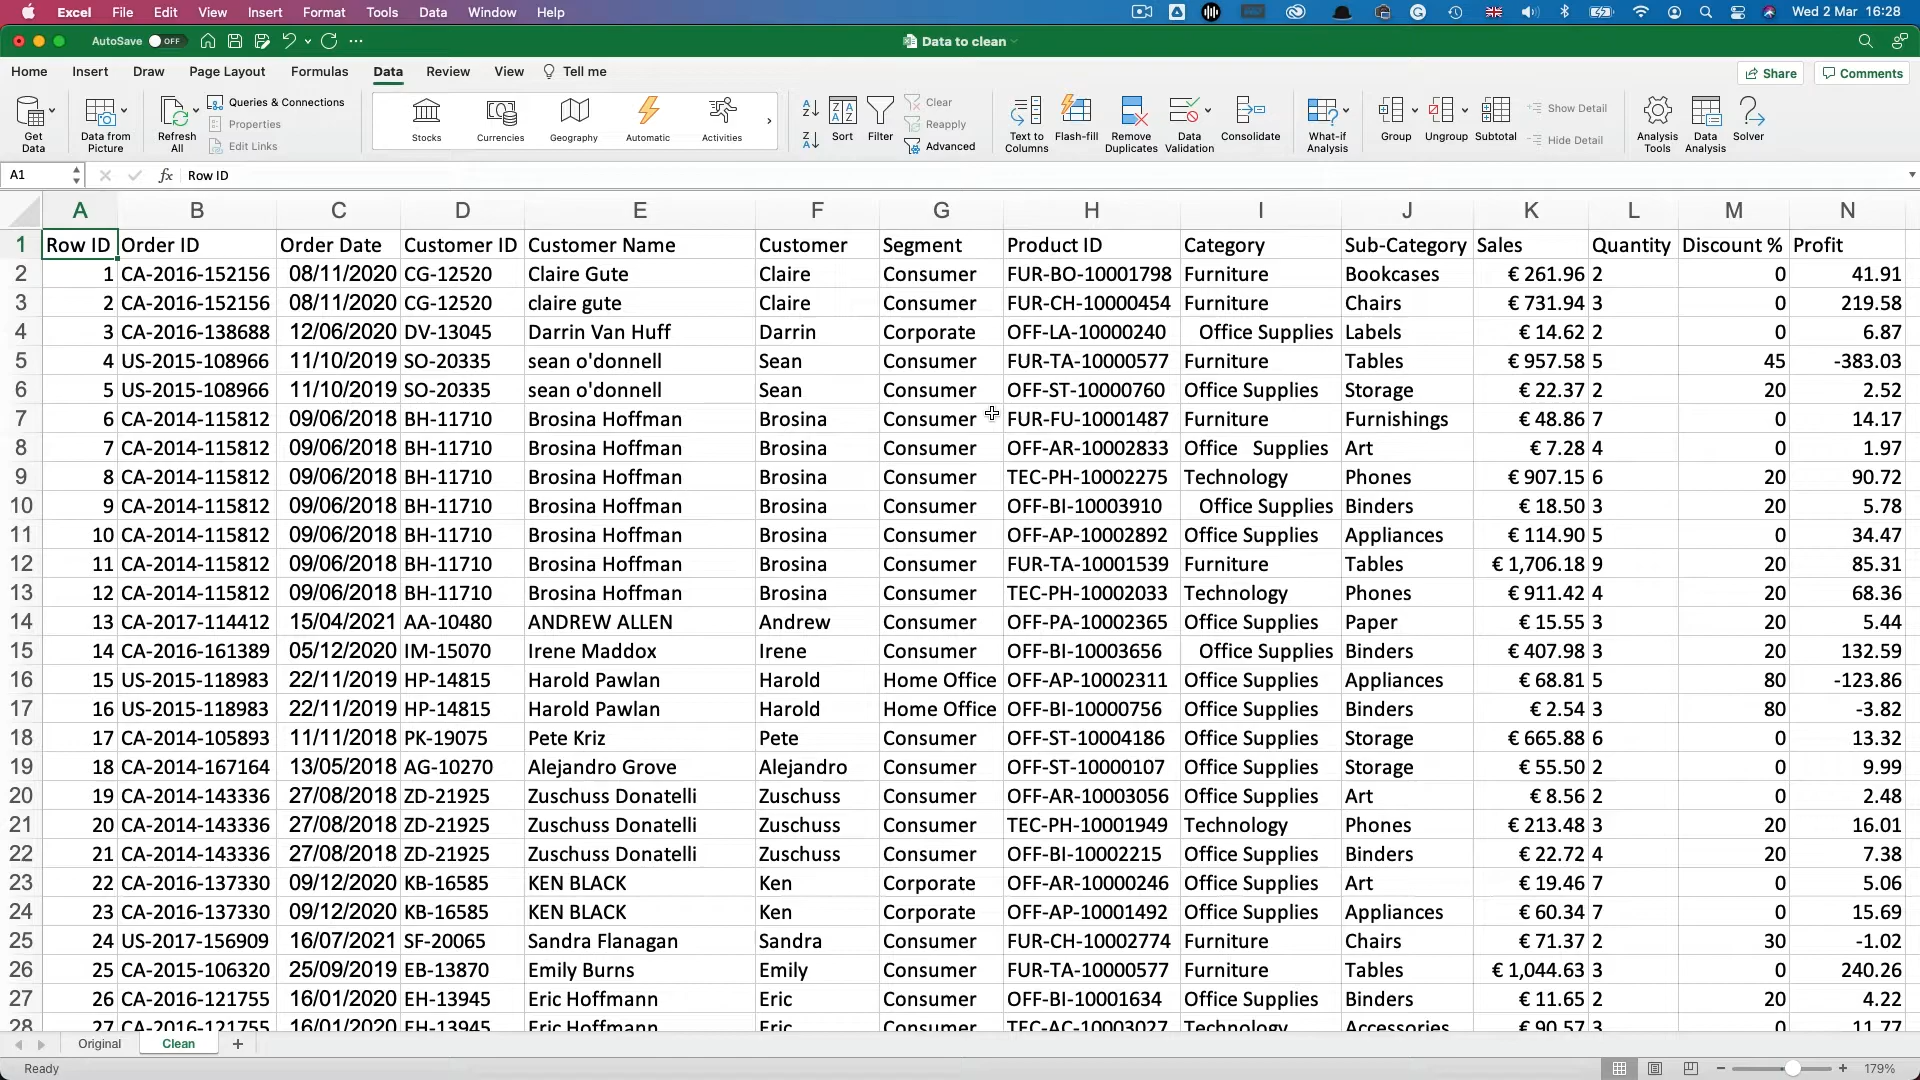 Excel File Edit View Insert Format Tools Data Window Help Wed 2 Mar 16:28
AutoSave OFF Data to clean
Home Insert Draw Page Layout Formulas Data Review View Tell me Share Comments
Get Data Data from Picture Refresh All Queries & Connections Properties Edit Links Stocks Currencies Geography Automatic Activities Sort Filter Clear Reapply Advanced Text to Columns Flash-fill Remove Duplicates Data Validation Consolidate What-if Analysis Group Ungroup Subtotal Show Detail Hide Detail Analysis Tools Data Analysis Solver
A1 fx Row ID
A B C D E F G H I J K L M N
1 Row ID Order ID Order Date Customer ID Customer Name Customer Segment Product ID Category Sub-Category Sales Quantity Discount % Profit
2 1 CA-2016-152156 08/11/2020 CG-12520 Claire Gute Claire Consumer FUR-BO-10001798 Furniture Bookcases € 261.96 2 0 41.91
3 2 CA-2016-152156 08/11/2020 CG-12520 claire gute Claire Consumer FUR-CH-10000454 Furniture Chairs € 731.94 3 0 219.58
4 3 CA-2016-138688 12/06/2020 DV-13045 Darrin Van Huff Darrin Corporate OFF-LA-10000240 Office Supplies Labels € 14.62 2 0 6.87
5 4 US-2015-108966 11/10/2019 SO-20335 sean o'donnell Sean Consumer FUR-TA-10000577 Furniture Tables € 957.58 5 45 -383.03
6 5 US-2015-108966 11/10/2019 SO-20335 sean o'donnell Sean Consumer OFF-ST-10000760 Office Supplies Storage € 22.37 2 20 2.52
7 6 CA-2014-115812 09/06/2018 BH-11710 Brosina Hoffman Brosina Consumer FUR-FU-10001487 Furniture Furnishings € 48.86 7 0 14.17
8 7 CA-2014-115812 09/06/2018 BH-11710 Brosina Hoffman Brosina Consumer OFF-AR-10002833 Office   Supplies Art € 7.28 4 0 1.97
9 8 CA-2014-115812 09/06/2018 BH-11710 Brosina Hoffman Brosina Consumer TEC-PH-10002275 Technology Phones € 907.15 6 20 90.72
10 9 CA-2014-115812 09/06/2018 BH-11710 Brosina Hoffman Brosina Consumer OFF-BI-10003910 Office Supplies Binders € 18.50 3 20 5.78
11 10 CA-2014-115812 09/06/2018 BH-11710 Brosina Hoffman Brosina Consumer OFF-AP-10002892 Office Supplies Appliances € 114.90 5 0 34.47
12 11 CA-2014-115812 09/06/2018 BH-11710 Brosina Hoffman Brosina Consumer FUR-TA-10001539 Furniture Tables € 1,706.18 9 20 85.31
13 12 CA-2014-115812 09/06/2018 BH-11710 Brosina Hoffman Brosina Consumer TEC-PH-10002033 Technology Phones € 911.42 4 20 68.36
14 13 CA-2017-114412 15/04/2021 AA-10480 ANDREW ALLEN Andrew Consumer OFF-PA-10002365 Office Supplies Paper € 15.55 3 20 5.44
15 14 CA-2016-161389 05/12/2020 IM-15070 Irene Maddox Irene Consumer OFF-BI-10003656 Office Supplies Binders € 407.98 3 20 132.59
16 15 US-2015-118983 22/11/2019 HP-14815 Harold Pawlan Harold Home Office OFF-AP-10002311 Office Supplies Appliances € 68.81 5 80 -123.86
17 16 US-2015-118983 22/11/2019 HP-14815 Harold Pawlan Harold Home Office OFF-BI-10000756 Office Supplies Binders € 2.54 3 80 -3.82
18 17 CA-2014-105893 11/11/2018 PK-19075 Pete Kriz Pete Consumer OFF-ST-10004186 Office Supplies Storage € 665.88 6 0 13.32
19 18 CA-2014-167164 13/05/2018 AG-10270 Alejandro Grove Alejandro Consumer OFF-ST-10000107 Office Supplies Storage € 55.50 2 0 9.99
20 19 CA-2014-143336 27/08/2018 ZD-21925 Zuschuss Donatelli Zuschuss Consumer OFF-AR-10003056 Office Supplies Art € 8.56 2 0 2.48
21 20 CA-2014-143336 27/08/2018 ZD-21925 Zuschuss Donatelli Zuschuss Consumer TEC-PH-10001949 Technology Phones € 213.48 3 20 16.01
22 21 CA-2014-143336 27/08/2018 ZD-21925 Zuschuss Donatelli Zuschuss Consumer OFF-BI-10002215 Office Supplies Binders € 22.72 4 20 7.38
23 22 CA-2016-137330 09/12/2020 KB-16585 KEN BLACK Ken Corporate OFF-AR-10000246 Office Supplies Art € 19.46 7 0 5.06
24 23 CA-2016-137330 09/12/2020 KB-16585 KEN BLACK Ken Corporate OFF-AP-10001492 Office Supplies Appliances € 60.34 7 0 15.69
25 24 US-2017-156909 16/07/2021 SF-20065 Sandra Flanagan Sandra Consumer FUR-CH-10002774 Furniture Chairs € 71.37 2 30 -1.02
26 25 CA-2015-106320 25/09/2019 EB-13870 Emily Burns Emily Consumer FUR-TA-10000577 Furniture Tables € 1,044.63 3 0 240.26
27 26 CA-2016-121755 16/01/2020 EH-13945 Eric Hoffmann Eric Consumer OFF-BI-10001634 Office Supplies Binders € 11.65 2 20 4.22
28 27 CA-2016-121755 16/01/2020 EH-13945 Eric Hoffmann Eric Consumer TEC-AC-10003027 Technology Accessories € 90.57 3 0 11.77
Original Clean
Ready 179%